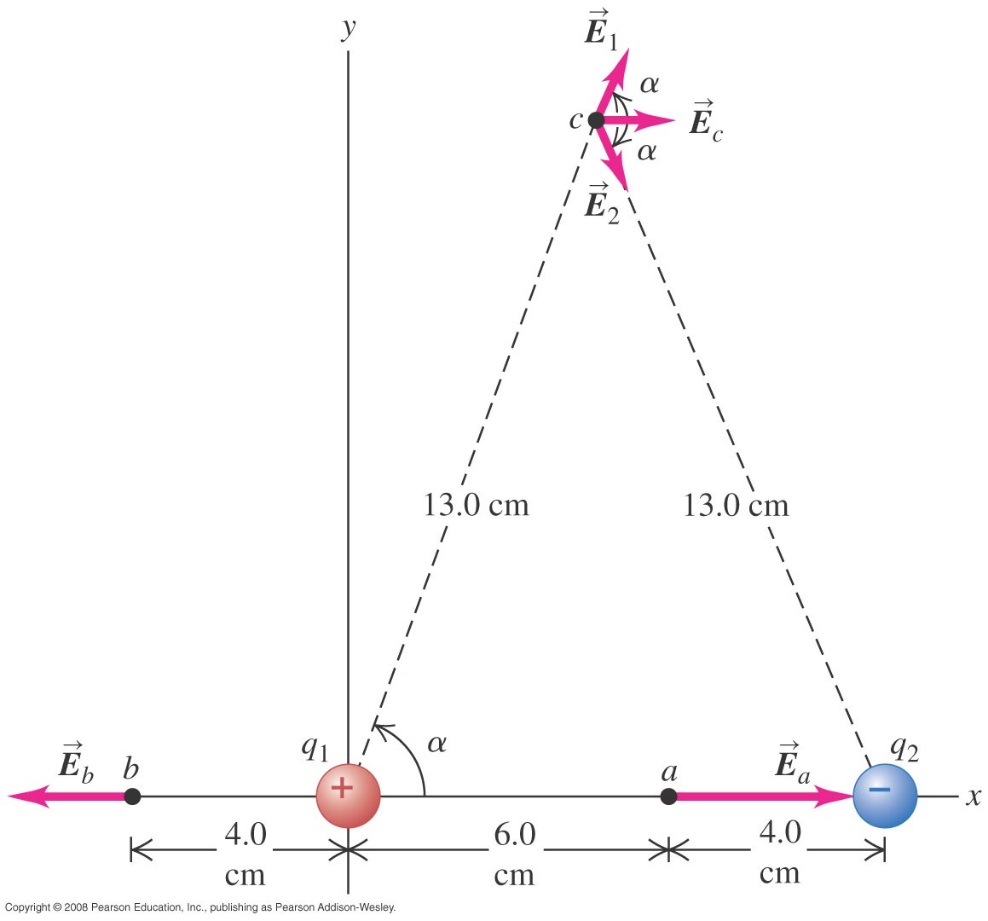 y
E⃗₁
α
c
E⃗c
α
E⃗₂
13.0 cm 13.0 cm
q₁ α q₂
E⃗b b a E⃗a
+ −
x
4.0 6.0 4.0
cm cm cm
Copyright © 2008 Pearson Education, Inc., publishing as Pearson Addison-Wesley.